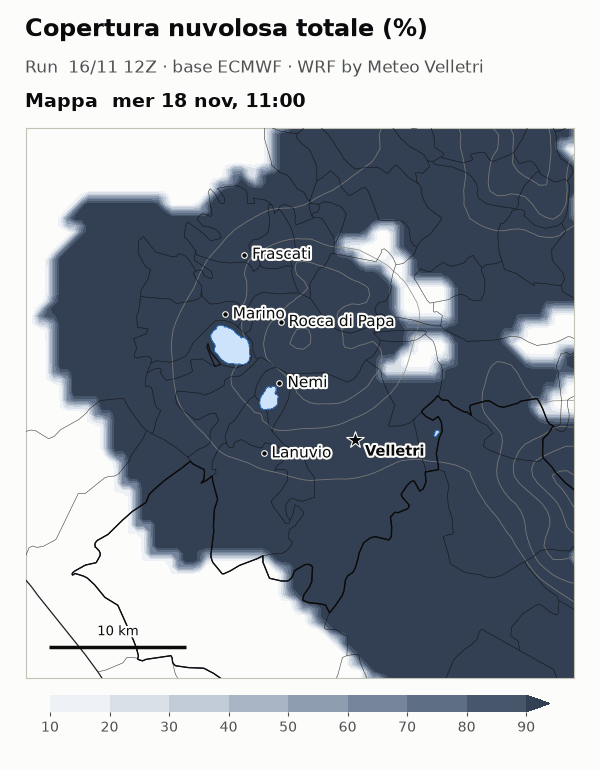 Copertura nuvolosa totale (%)
Run  16/11 12Z · base ECMWF · WRF by Meteo Velletri
Mappa  mer 18 nov, 11:00
Frascati
Marino
Rocca di Papa
Nemi
Velletri
Lanuvio
10 km
10 20 30 40 50 60 70 80 90